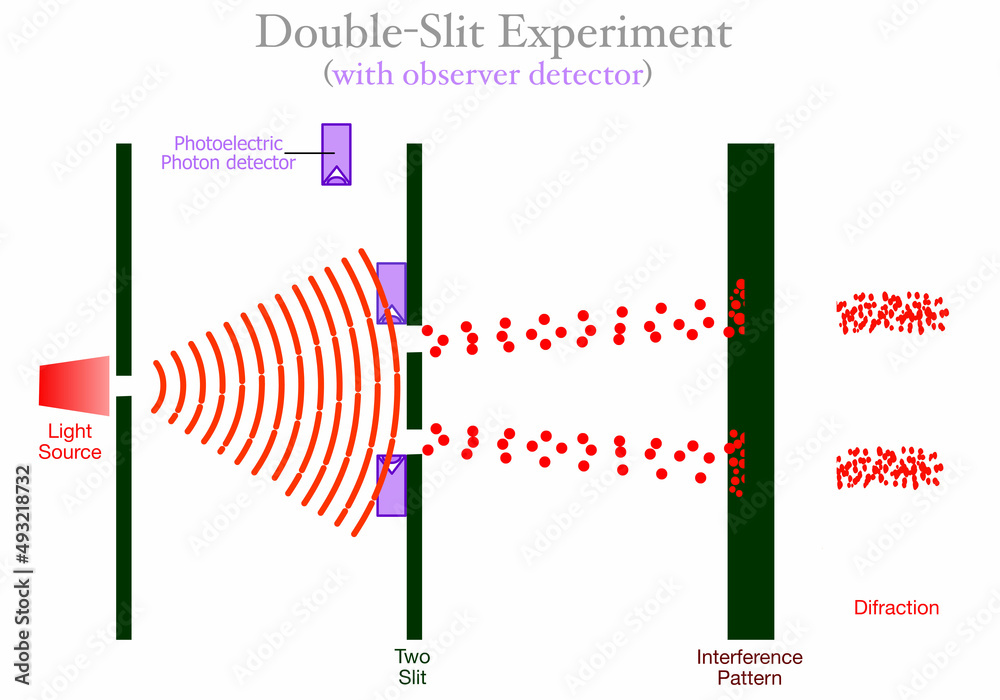 Double-Slit Experiment
(with observer detector)
Photoelectric
Photon detector
Light
Source
Two
Slit
Interference
Pattern
Difraction
Adobe Stock | #493218732